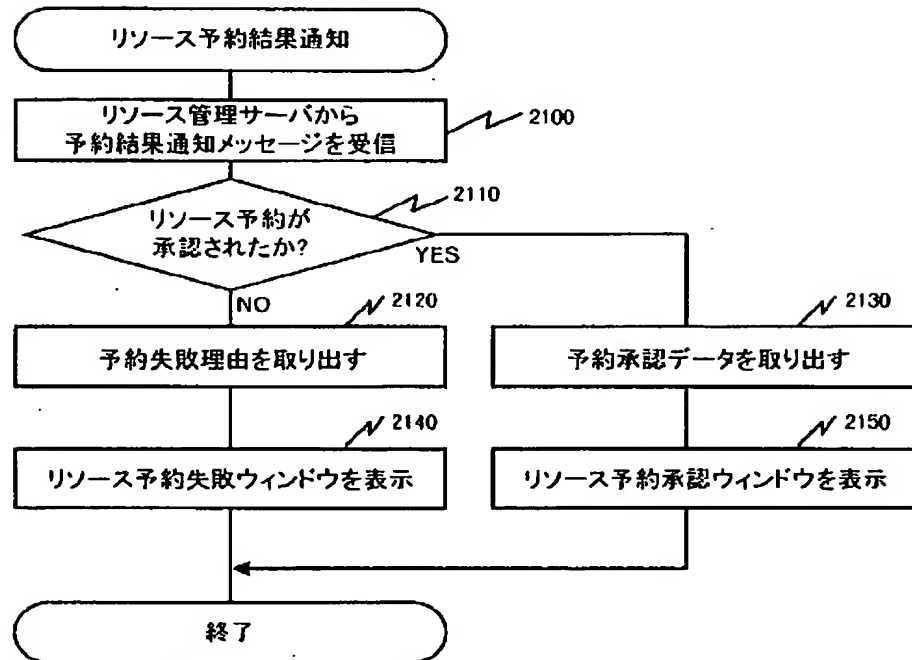 リソース予約結果通知
リソース管理サーバから
予約結果通知メッセージを受信
2100
リソース予約が
承認されたか?
2110
YES
NO
2120
予約失敗理由を取り出す
2130
予約承認データを取り出す
2140
リソース予約失敗ウィンドウを表示
2150
リソース予約承認ウィンドウを表示
終了